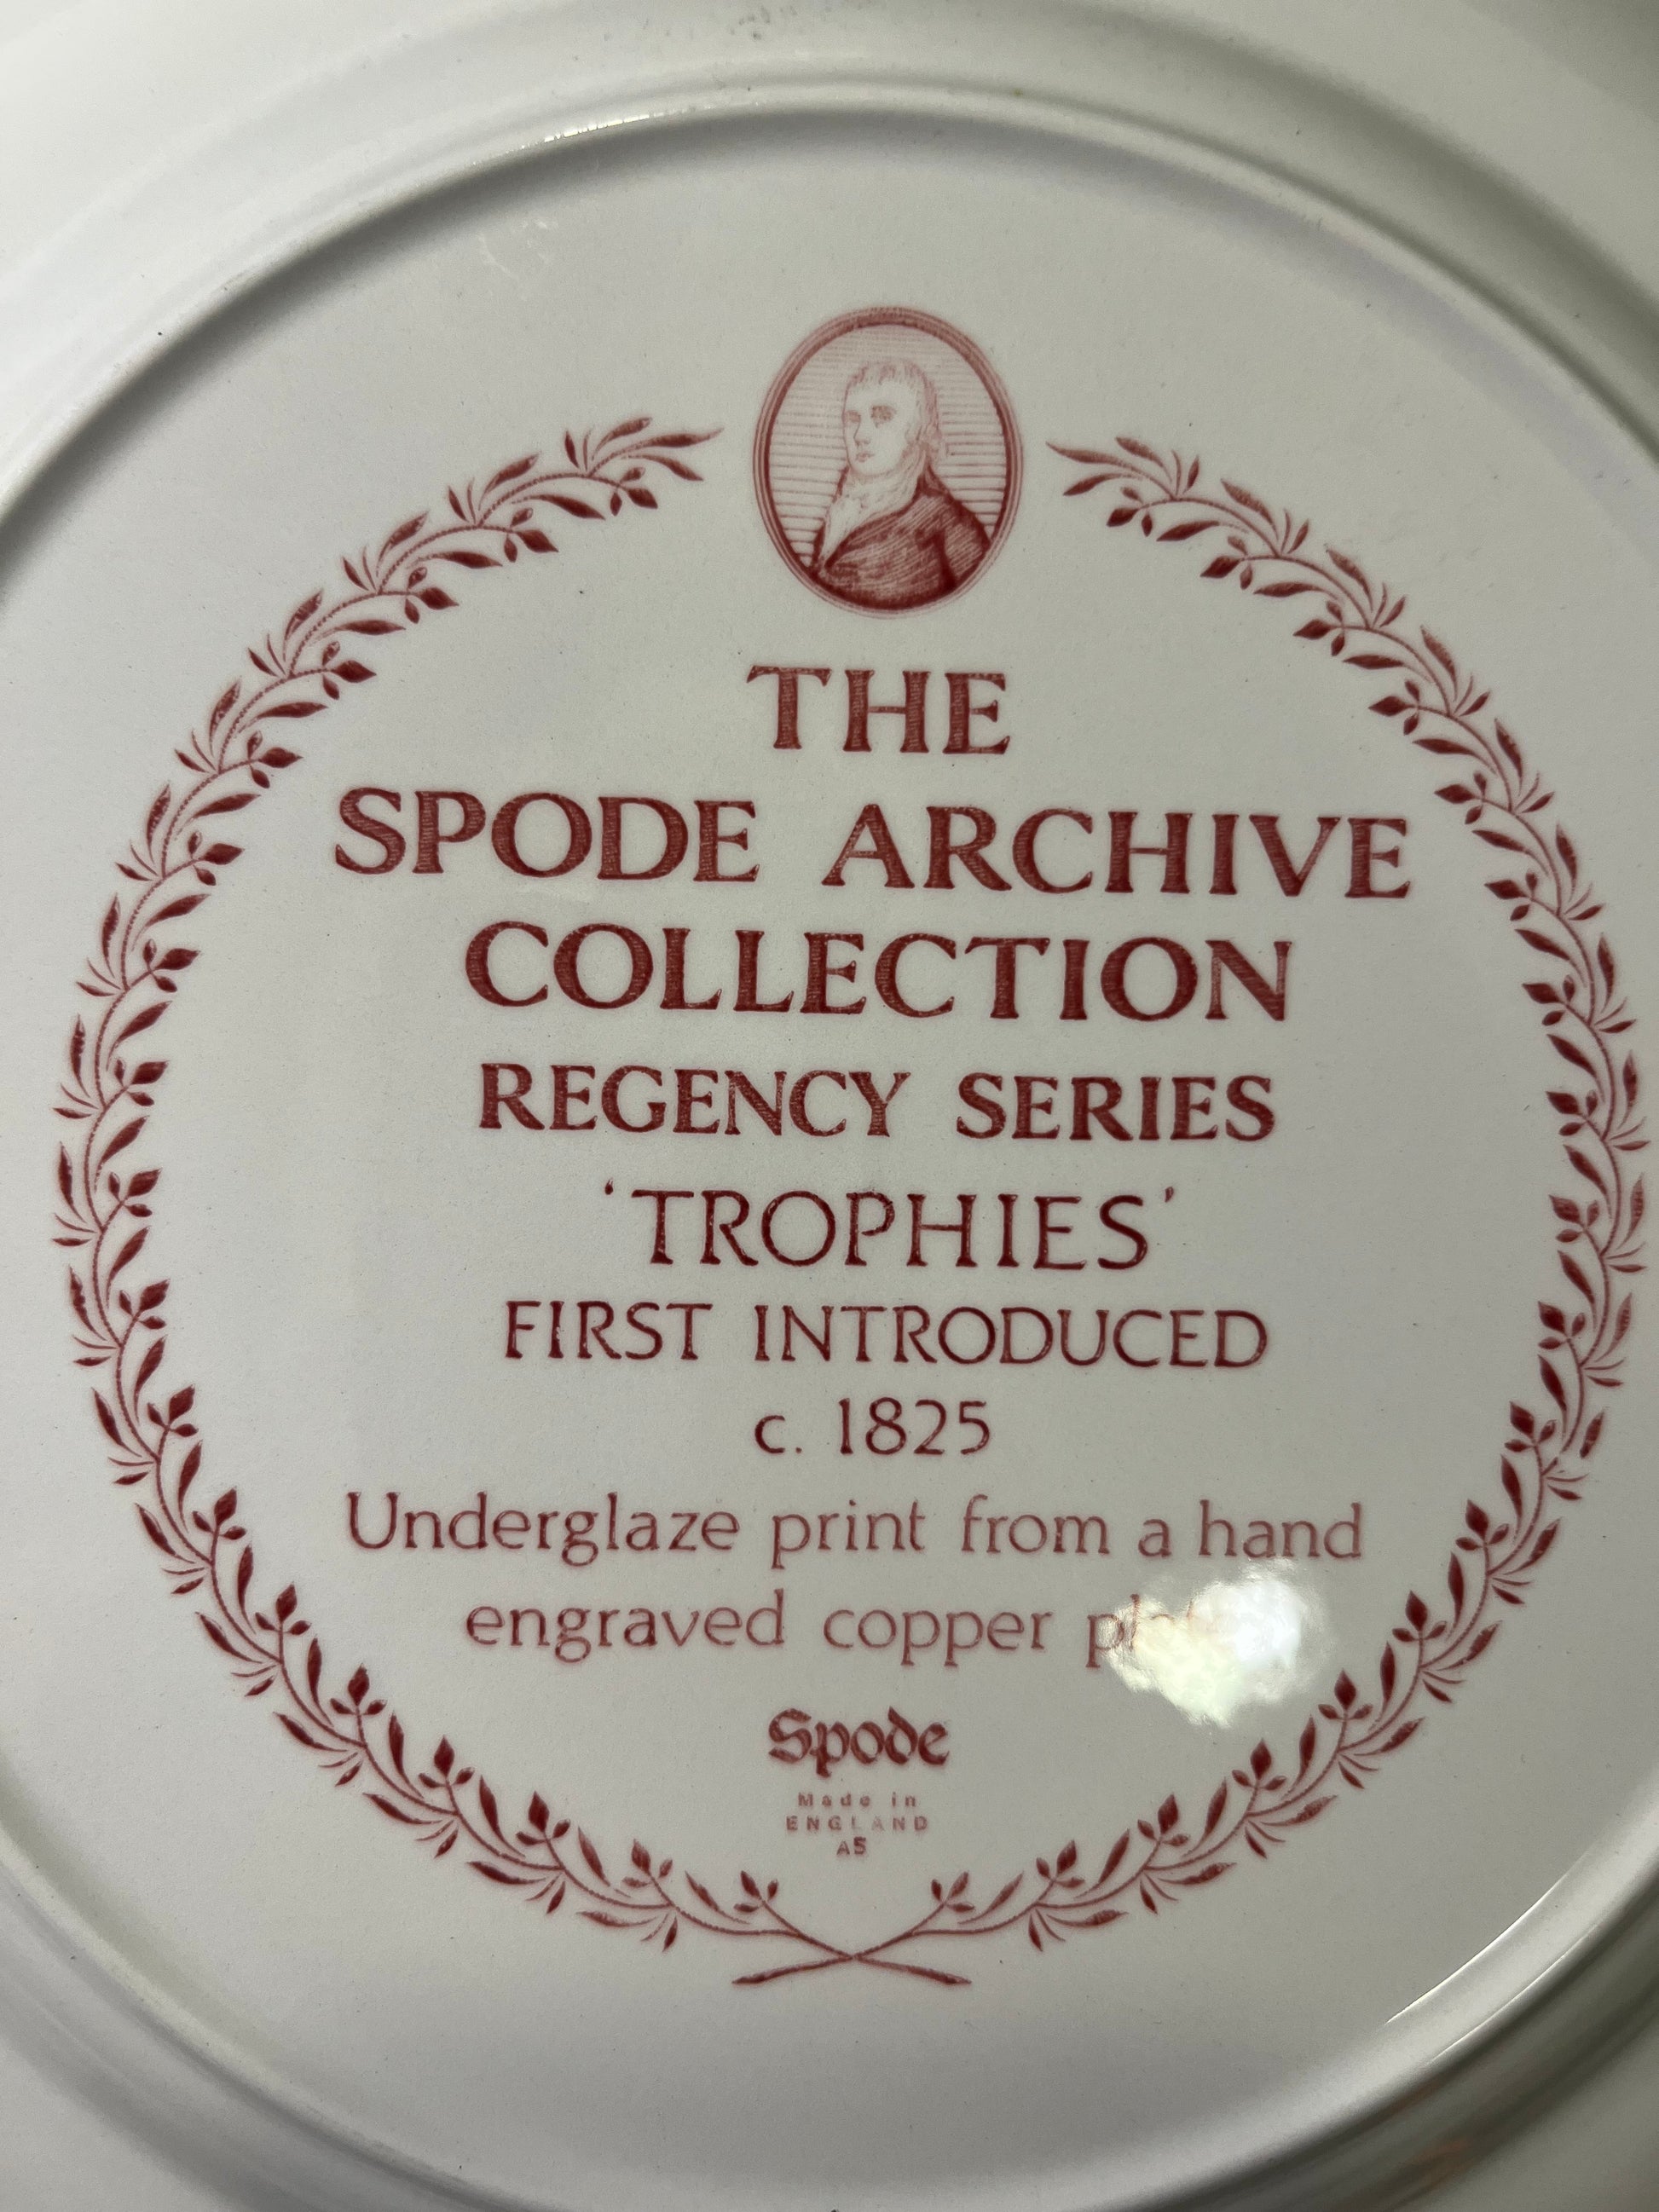 THE
SPODE ARCHIVE
COLLECTION
REGENCY SERIES
‘TROPHIES’
FIRST INTRODUCED
c. 1825
Underglaze print from a hand
engraved copper
Spode
Made in
ENGLAND
A5